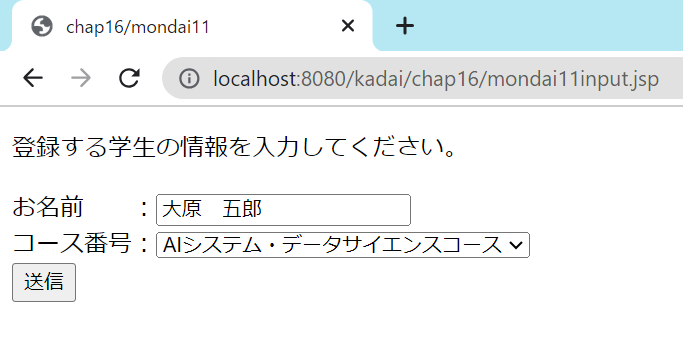 chap16/mondai11
localhost:8080/kadai/chap16/mondai11input.jsp
登録する学生の情報を入力してください。
お名前　　：大原　五郎
コース番号：AIシステム・データサイエンスコース
送信